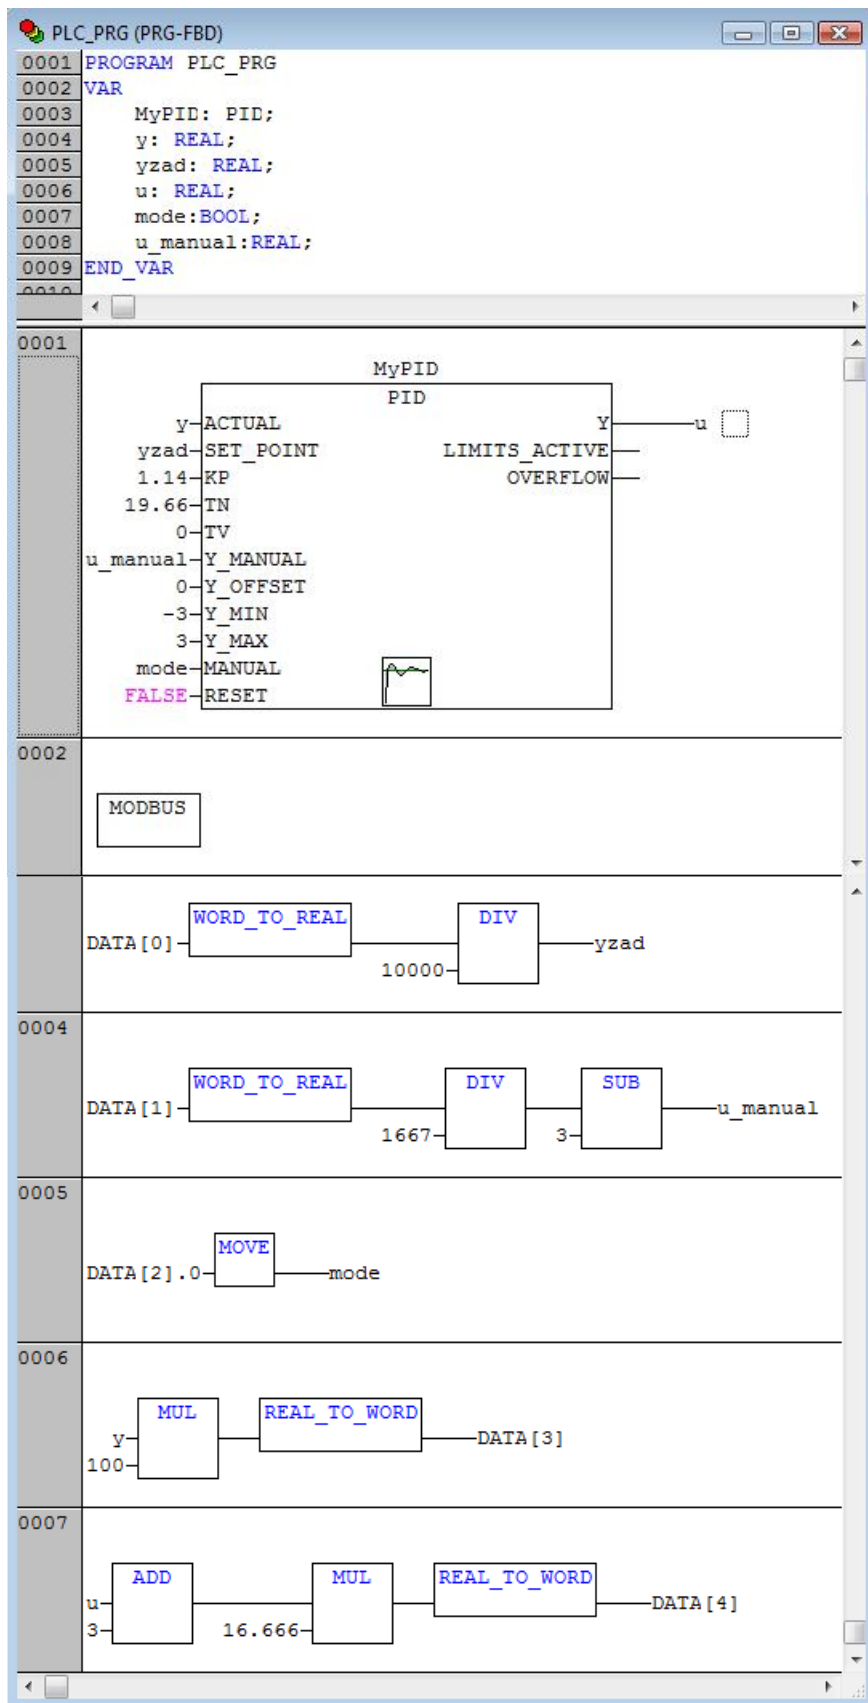 PLC_PRG (PRG-FBD)
0001 PROGRAM PLC_PRG
0002 VAR
0003 MyPID: PID;
0004 y: REAL;
0005 yzad: REAL;
0006 u: REAL;
0007 mode:BOOL;
0008 u_manual:REAL;
0009 END_VAR
0010
0001
MyPID
PID
y ACTUAL Y u
yzad SET_POINT LIMITS_ACTIVE
1.14 KP OVERFLOW
19.66 TN
0 TV
u_manual Y_MANUAL
0 Y_OFFSET
-3 Y_MIN
3 Y_MAX
mode MANUAL
FALSE RESET
0002
MODBUS
WORD_TO_REAL DIV
DATA[0] yzad
10000
0004
WORD_TO_REAL DIV SUB
DATA[1] u_manual
1667 3
0005
MOVE
DATA[2].0 mode
0006
MUL REAL_TO_WORD
y DATA[3]
100
0007
ADD MUL REAL_TO_WORD
u DATA[4]
3 16.666